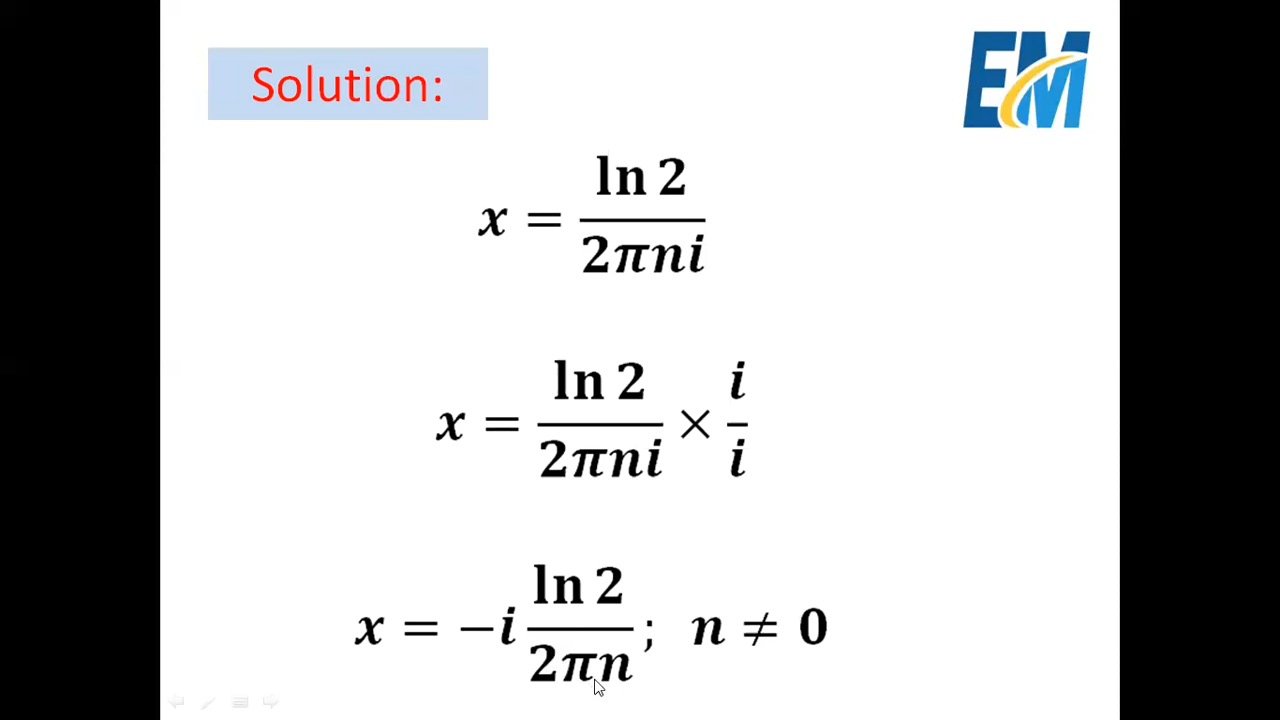 Solution:
EM
x = ln 2 / 2πni
x = ln 2 / 2πni × i / i
x = −i ln 2 / 2πn ; n ≠ 0